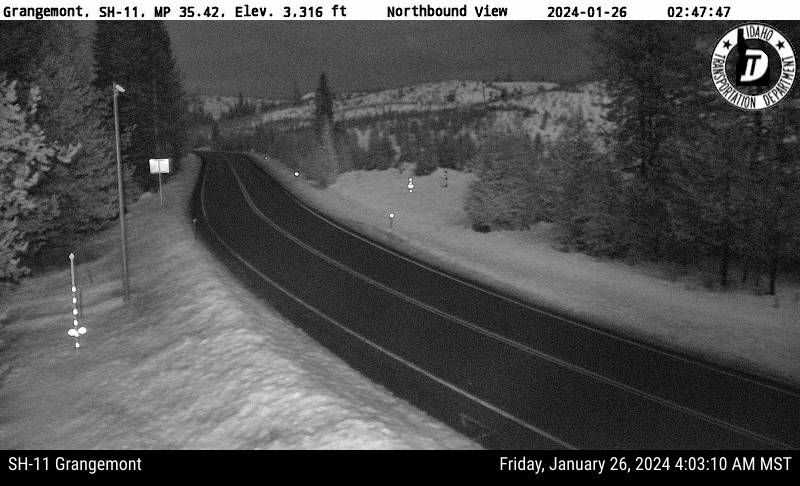 Grangemont, SH-11, MP 35.42, Elev. 3,316 ft Northbound View 2024-01-26 02:47:47
IDAHO
TRANSPORTATION DEPARTMENT
SH-11 Grangemont Friday, January 26, 2024 4:03:10 AM MST